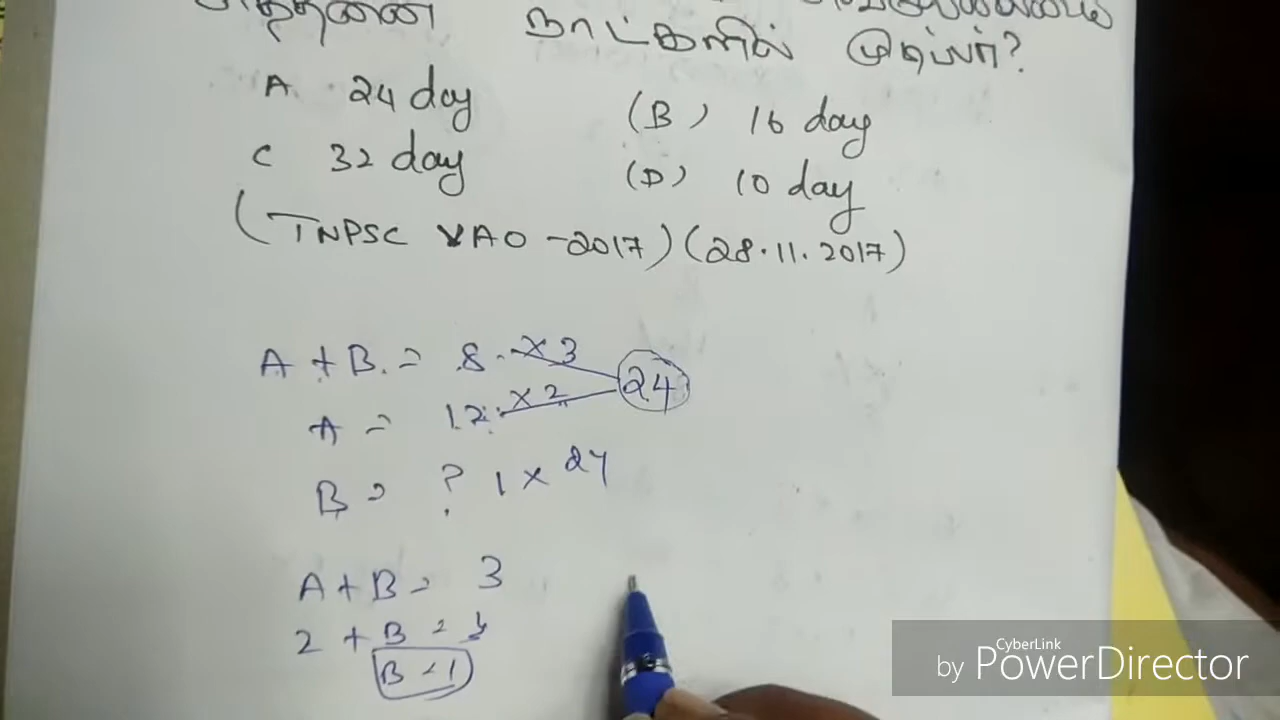 நாட்களில் முடிப்பர்?
A 24 day
(B) 16 day
C 32 day
(D) 10 day
(TNPSC VAO -2017) (28.11.2017)
A + B = 8 × 3
24
A = 12 × 2
B = ? 1 × 24
A + B = 3
2 + B = 3
B = 1
CyberLink
by PowerDirector